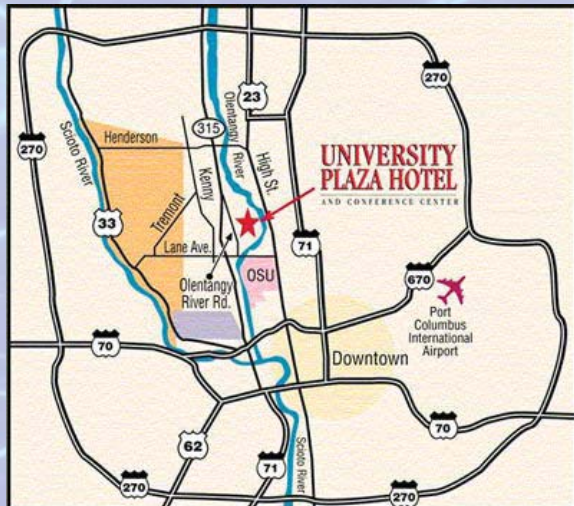 270
23
270
Olentangy
River
315
Henderson
Scioto River
Kenny
High St.
UNIVERSITY
PLAZA HOTEL
AND CONFERENCE CENTER
33
Tremont
71
Lane Ave.
OSU
670
Olentangy
River Rd.
Port
Columbus
International
Airport
70
Downtown
70
62
71
Scioto River
270
270